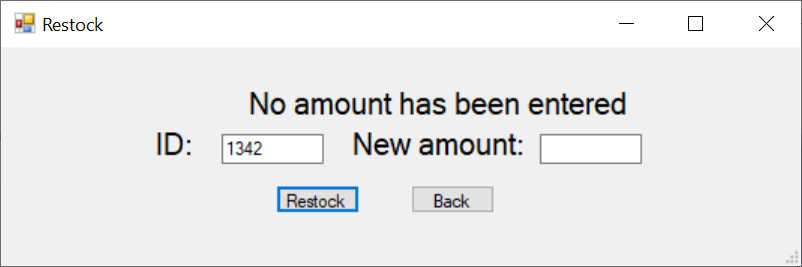 Restock
No amount has been entered
ID: 1342 New amount:
Restock Back